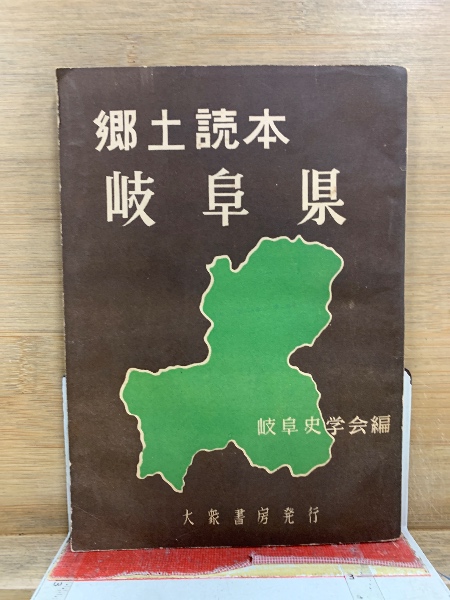 郷土読本
岐阜県
岐阜史学会編
大衆書房発行